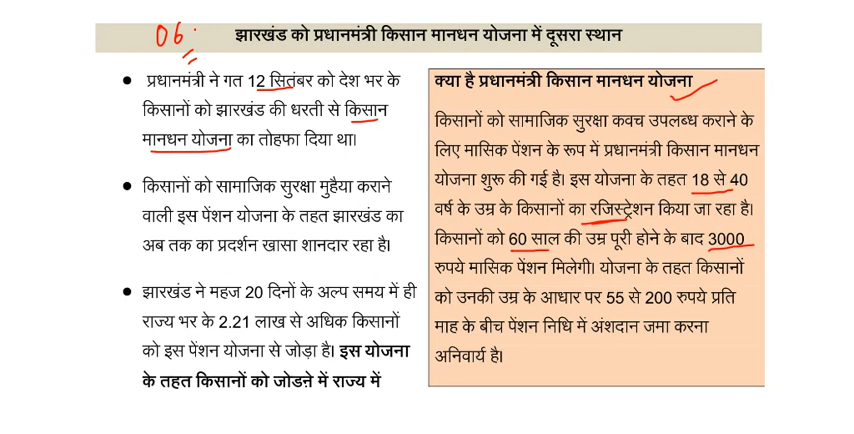 06.
झारखंड को प्रधानमंत्री किसान मानधन योजना में दूसरा स्थान
• प्रधानमंत्री ने गत 12 सितंबर को देश भर के
किसानों को झारखंड की धरती से किसान
मानधन योजना का तोहफा दिया था।
• किसानों को सामाजिक सुरक्षा मुहैया कराने
वाली इस पेंशन योजना के तहत झारखंड का
अब तक का प्रदर्शन खासा शानदार रहा है।
• झारखंड ने महज 20 दिनों के अल्प समय में ही
राज्य भर के 2.21 लाख से अधिक किसानों
को इस पेंशन योजना से जोड़ा है। इस योजना
के तहत किसानों को जोडऩे में राज्य में
क्या है प्रधानमंत्री किसान मानधन योजना
किसानों को सामाजिक सुरक्षा कवच उपलब्ध कराने के
लिए मासिक पेंशन के रूप में प्रधानमंत्री किसान मानधन
योजना शुरू की गई है। इस योजना के तहत 18 से 40
वर्ष के उम्र के किसानों का रजिस्ट्रेशन किया जा रहा है।
किसानों को 60 साल की उम्र पूरी होने के बाद 3000
रुपये मासिक पेंशन मिलेगी। योजना के तहत किसानों
को उनकी उम्र के आधार पर 55 से 200 रुपये प्रति
माह के बीच पेंशन निधि में अंशदान जमा करना
अनिवार्य है।